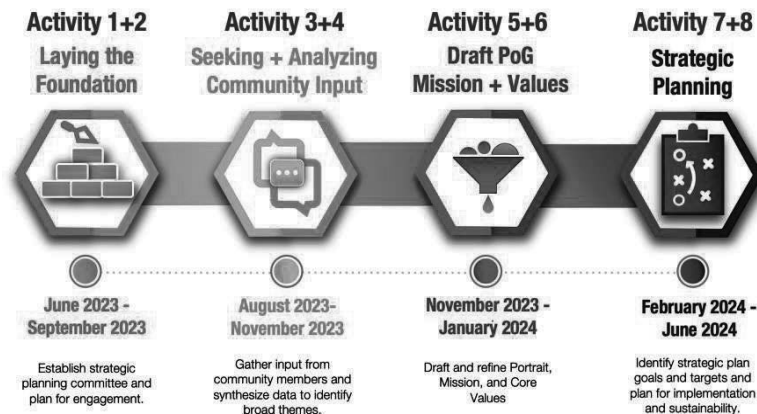 Activity 1+2
Laying the
Foundation
June 2023 -
September 2023
Establish strategic
planning committee and
plan for engagement.
Activity 3+4
Seeking + Analyzing
Community Input
August 2023-
November 2023
Gather input from
community members and
synthesize data to identify
broad themes.
Activity 5+6
Draft PoG
Mission + Values
November 2023 -
January 2024
Draft and refine Portrait,
Mission, and Core
Values
Activity 7+8
Strategic
Planning
February 2024 -
June 2024
Identify strategic plan
goals and targets and
plan for implementation
and sustainability.